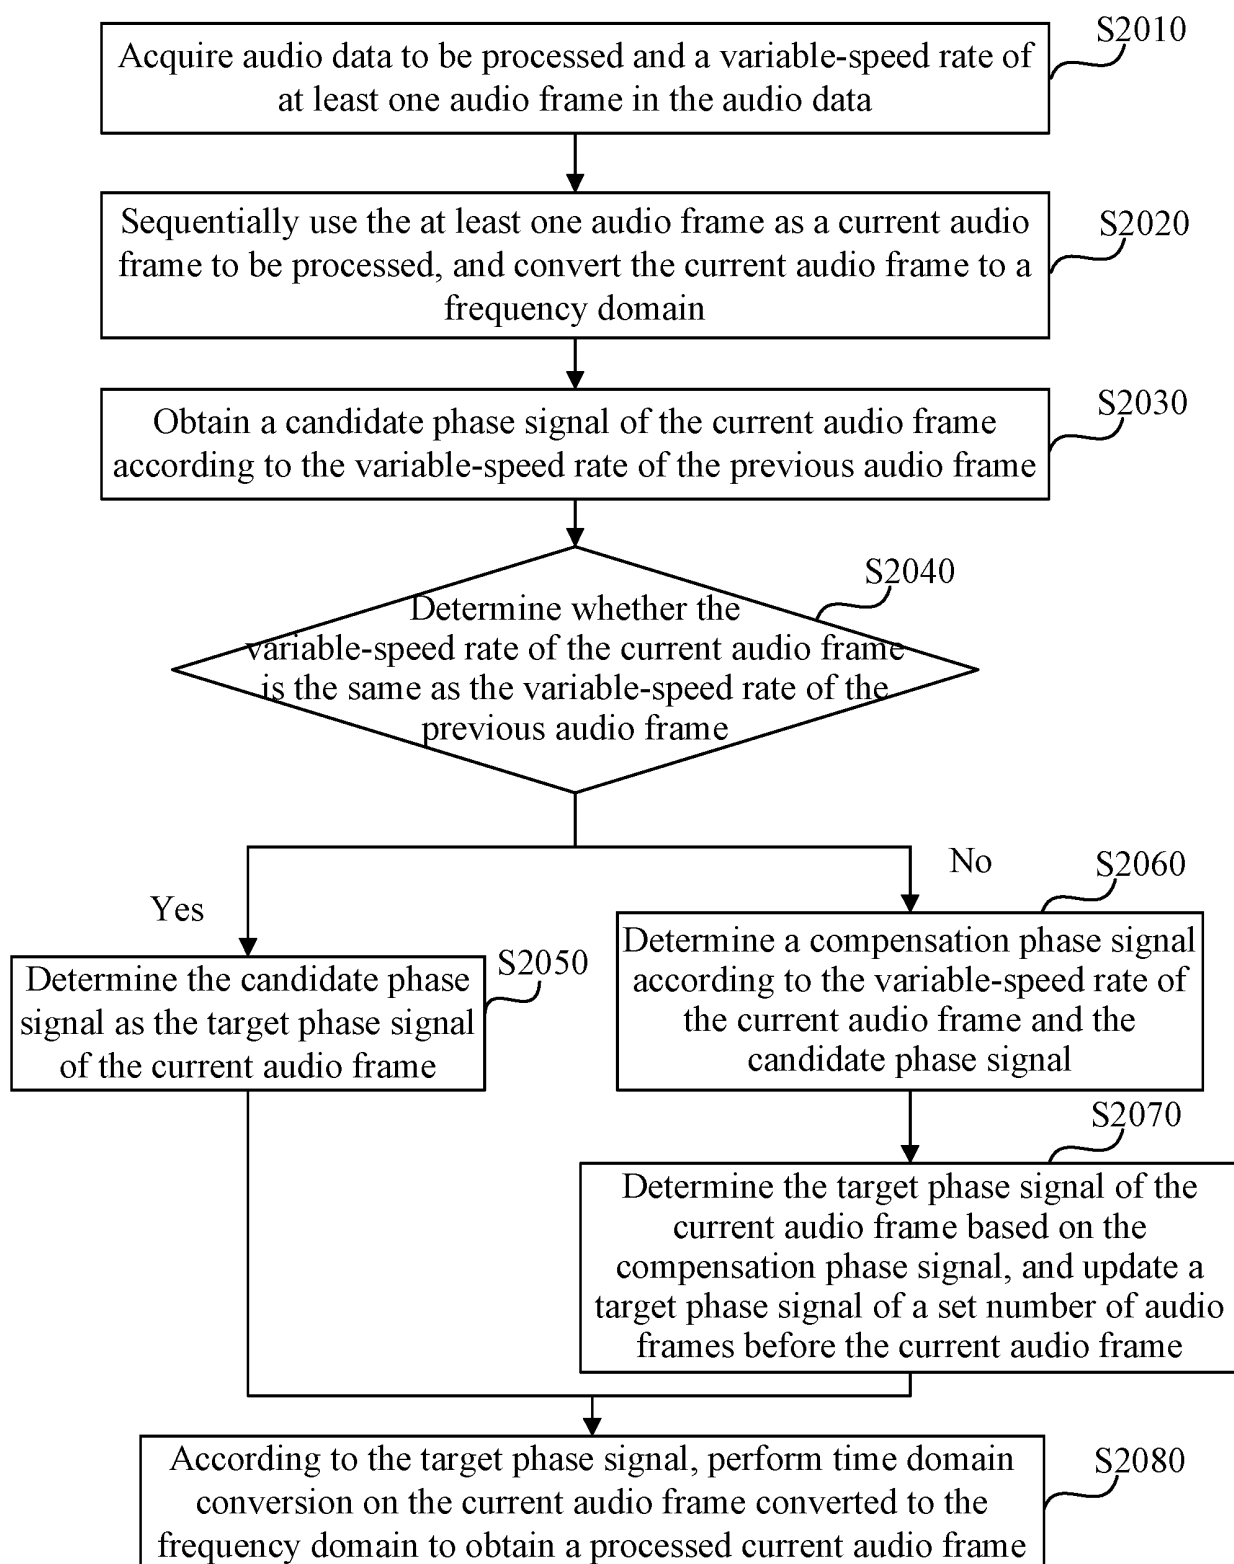 S2010
Acquire audio data to be processed and a variable-speed rate of
at least one audio frame in the audio data
S2020
Sequentially use the at least one audio frame as a current audio
frame to be processed, and convert the current audio frame to a
frequency domain
S2030
Obtain a candidate phase signal of the current audio frame
according to the variable-speed rate of the previous audio frame
S2040
Determine whether the
variable-speed rate of the current audio frame
is the same as the variable-speed rate of the
previous audio frame
Yes
No
S2050
Determine the candidate phase
signal as the target phase signal
of the current audio frame
S2060
Determine a compensation phase signal
according to the variable-speed rate of
the current audio frame and the
candidate phase signal
S2070
Determine the target phase signal of the
current audio frame based on the
compensation phase signal, and update a
target phase signal of a set number of audio
frames before the current audio frame
S2080
According to the target phase signal, perform time domain
conversion on the current audio frame converted to the
frequency domain to obtain a processed current audio frame